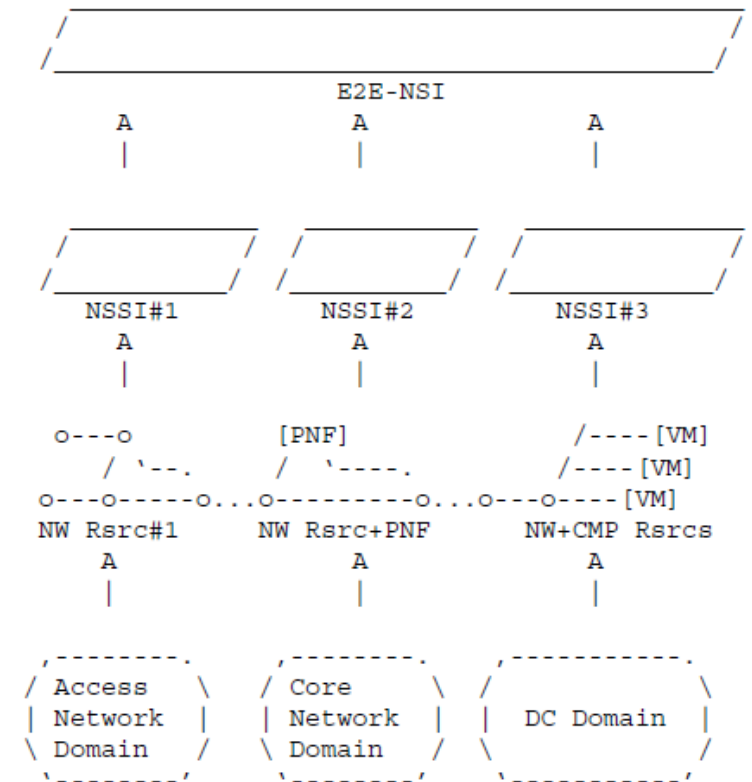 E2E-NSI
A A A
NSSI#1 NSSI#2 NSSI#3
A A A
o---o [PNF] /----[VM]
/ `--. / `----. /----[VM]
o---o-----o...o---------o...o---o----[VM]
NW Rsrc#1 NW Rsrc+PNF NW+CMP Rsrcs
A A A
Access Core
Network Network DC Domain
Domain Domain